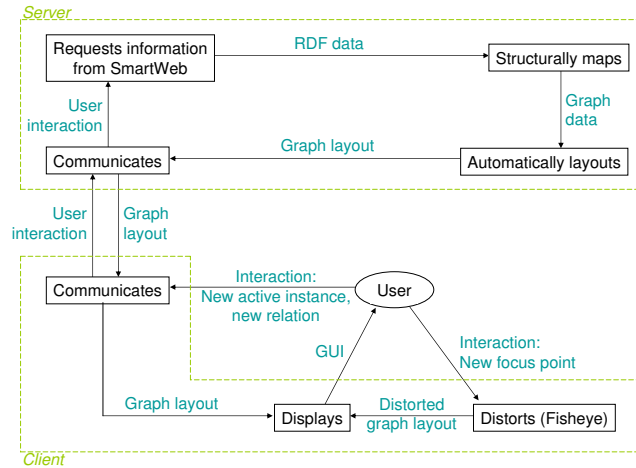 Server
Requests information
from SmartWeb
RDF data
Structurally maps
User
interaction
Graph
data
Communicates
Graph layout
Automatically layouts
User
interaction
Graph
layout
Communicates
Interaction:
New active instance,
new relation
User
GUI
Interaction:
New focus point
Graph layout
Displays
Distorted
graph layout
Distorts (Fisheye)
Client